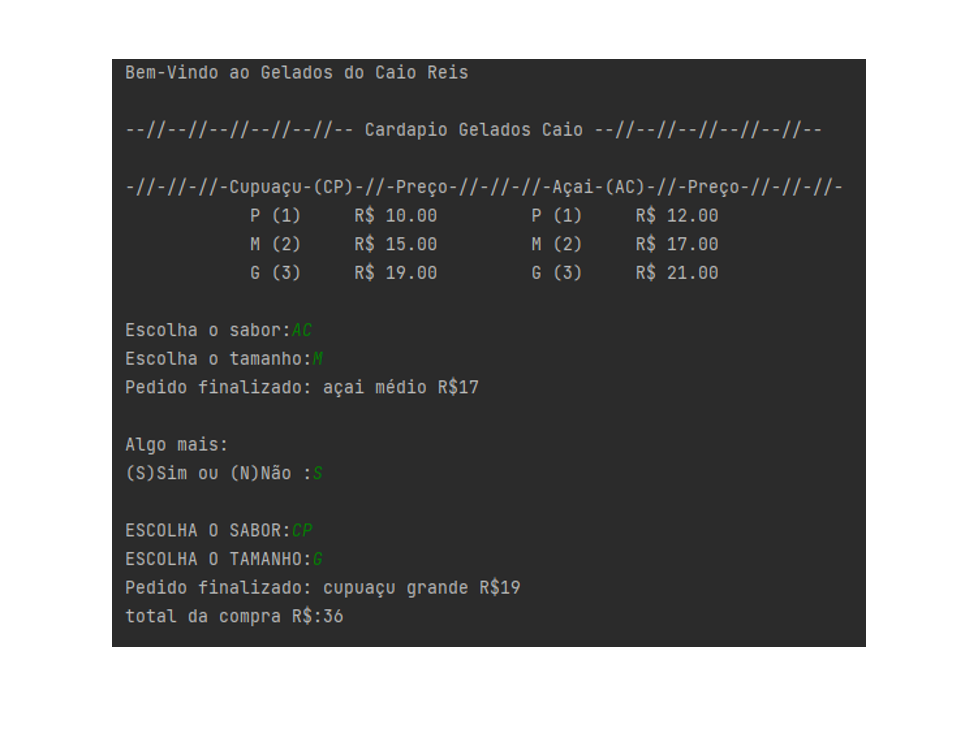 Bem-Vindo ao Gelados do Caio Reis
--//--//--//--//--//--//-- Cardapio Gelados Caio --//--//--//--//--//--//--
-//-//-//-Cupuaçu-(CP)-//-Preço-//-//-//-Açai-(AC)-//-Preço-//-//-//-
P (1) R$ 10.00 P (1) R$ 12.00
M (2) R$ 15.00 M (2) R$ 17.00
G (3) R$ 19.00 G (3) R$ 21.00
Escolha o sabor:AC
Escolha o tamanho:M
Pedido finalizado: açai médio R$17
Algo mais:
(S)Sim ou (N)Não :S
ESCOLHA O SABOR:CP
ESCOLHA O TAMANHO:G
Pedido finalizado: cupuaçu grande R$19
total da compra R$:36